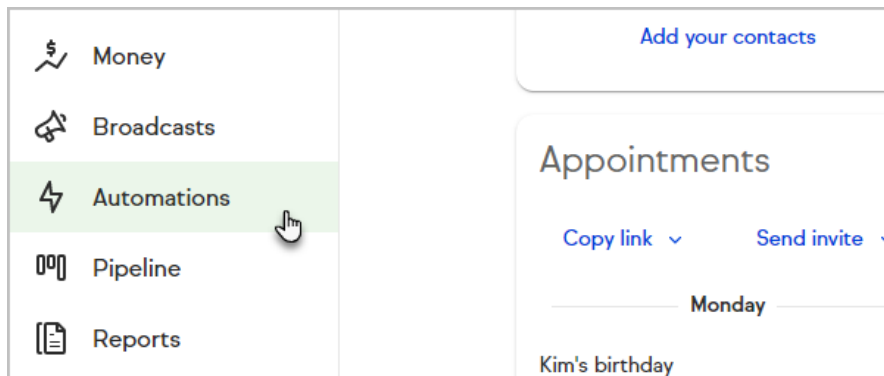 Money
Broadcasts
Automations
Pipeline
Reports
Add your contacts
Appointments
Copy link
Send invite
Monday
Kim's birthday